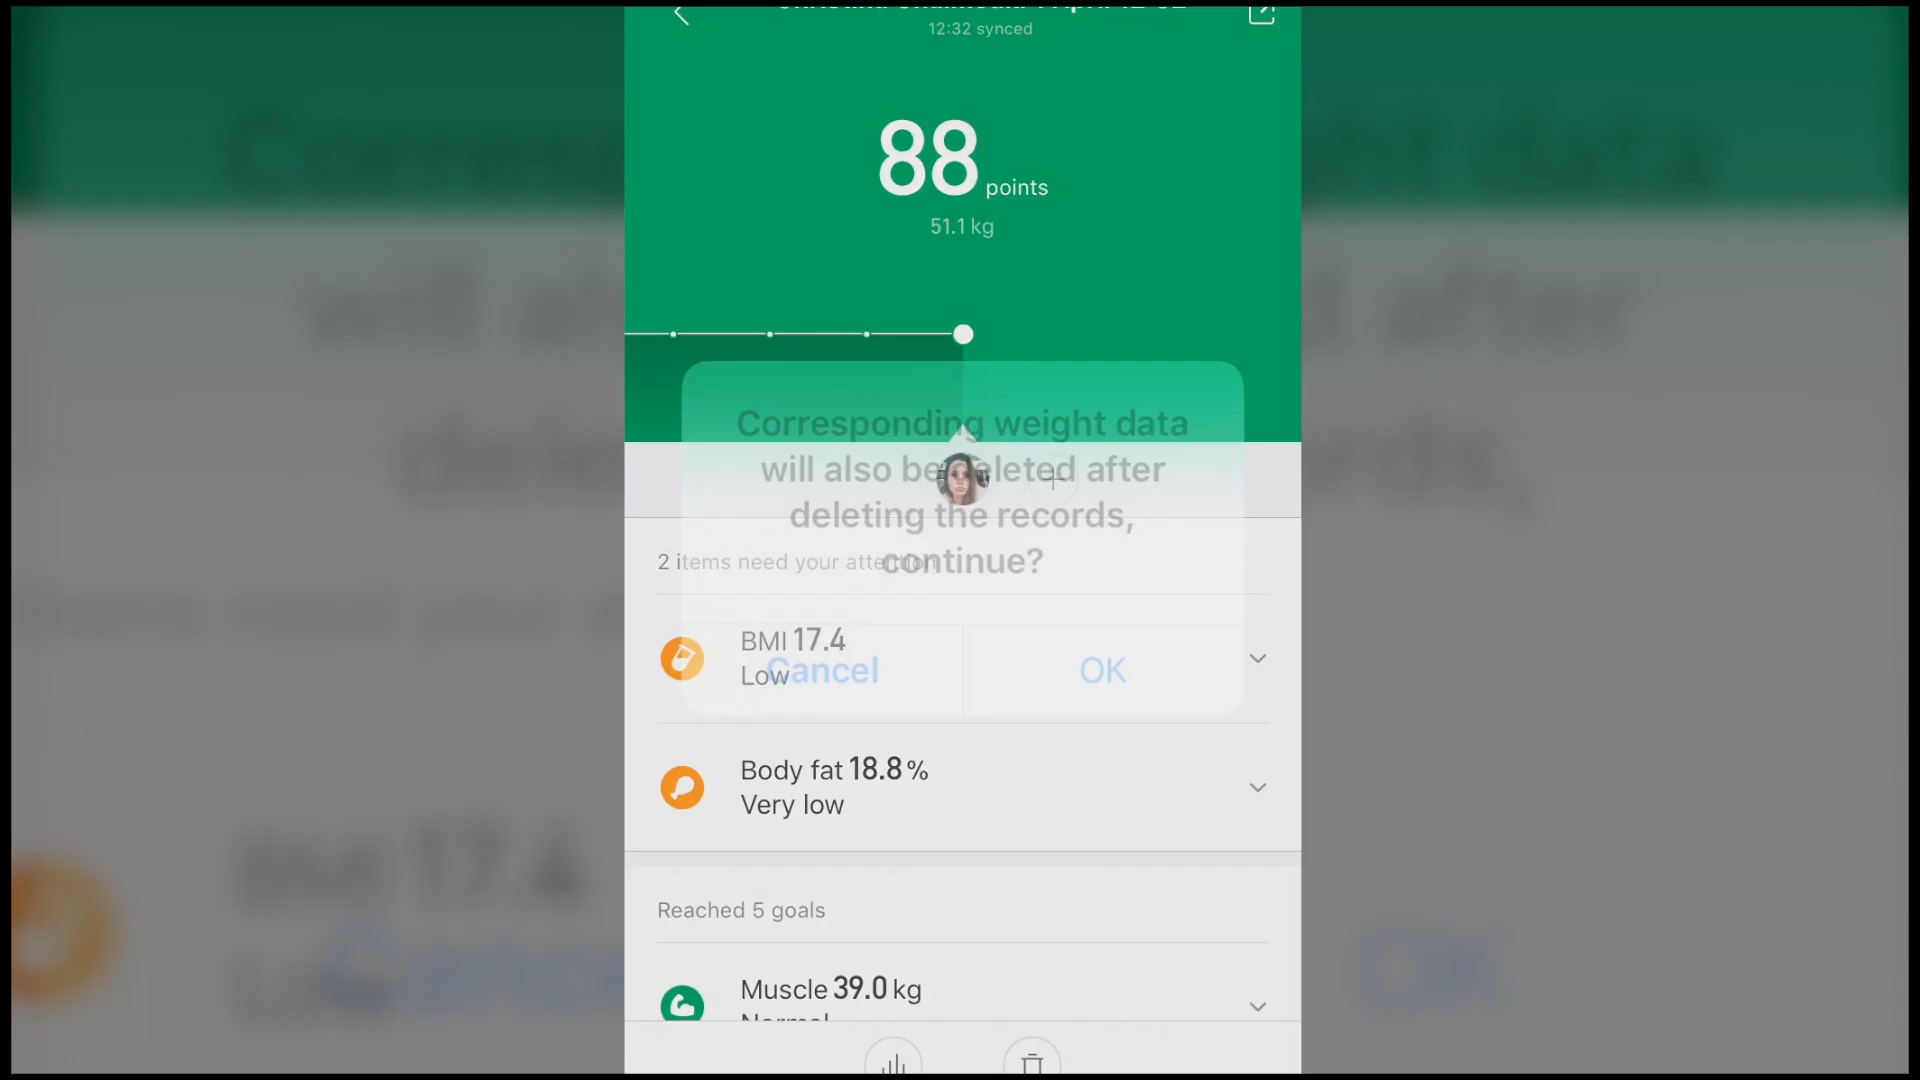 12:32 synced
88 points
51.1 kg
Corresponding weight data
will also be deleted after
deleting the records,
continue?
2 items need your attention
BMI 17.4
Low
Cancel
OK
Body fat 18.8 %
Very low
Reached 5 goals
Muscle 39.0 kg
Normal